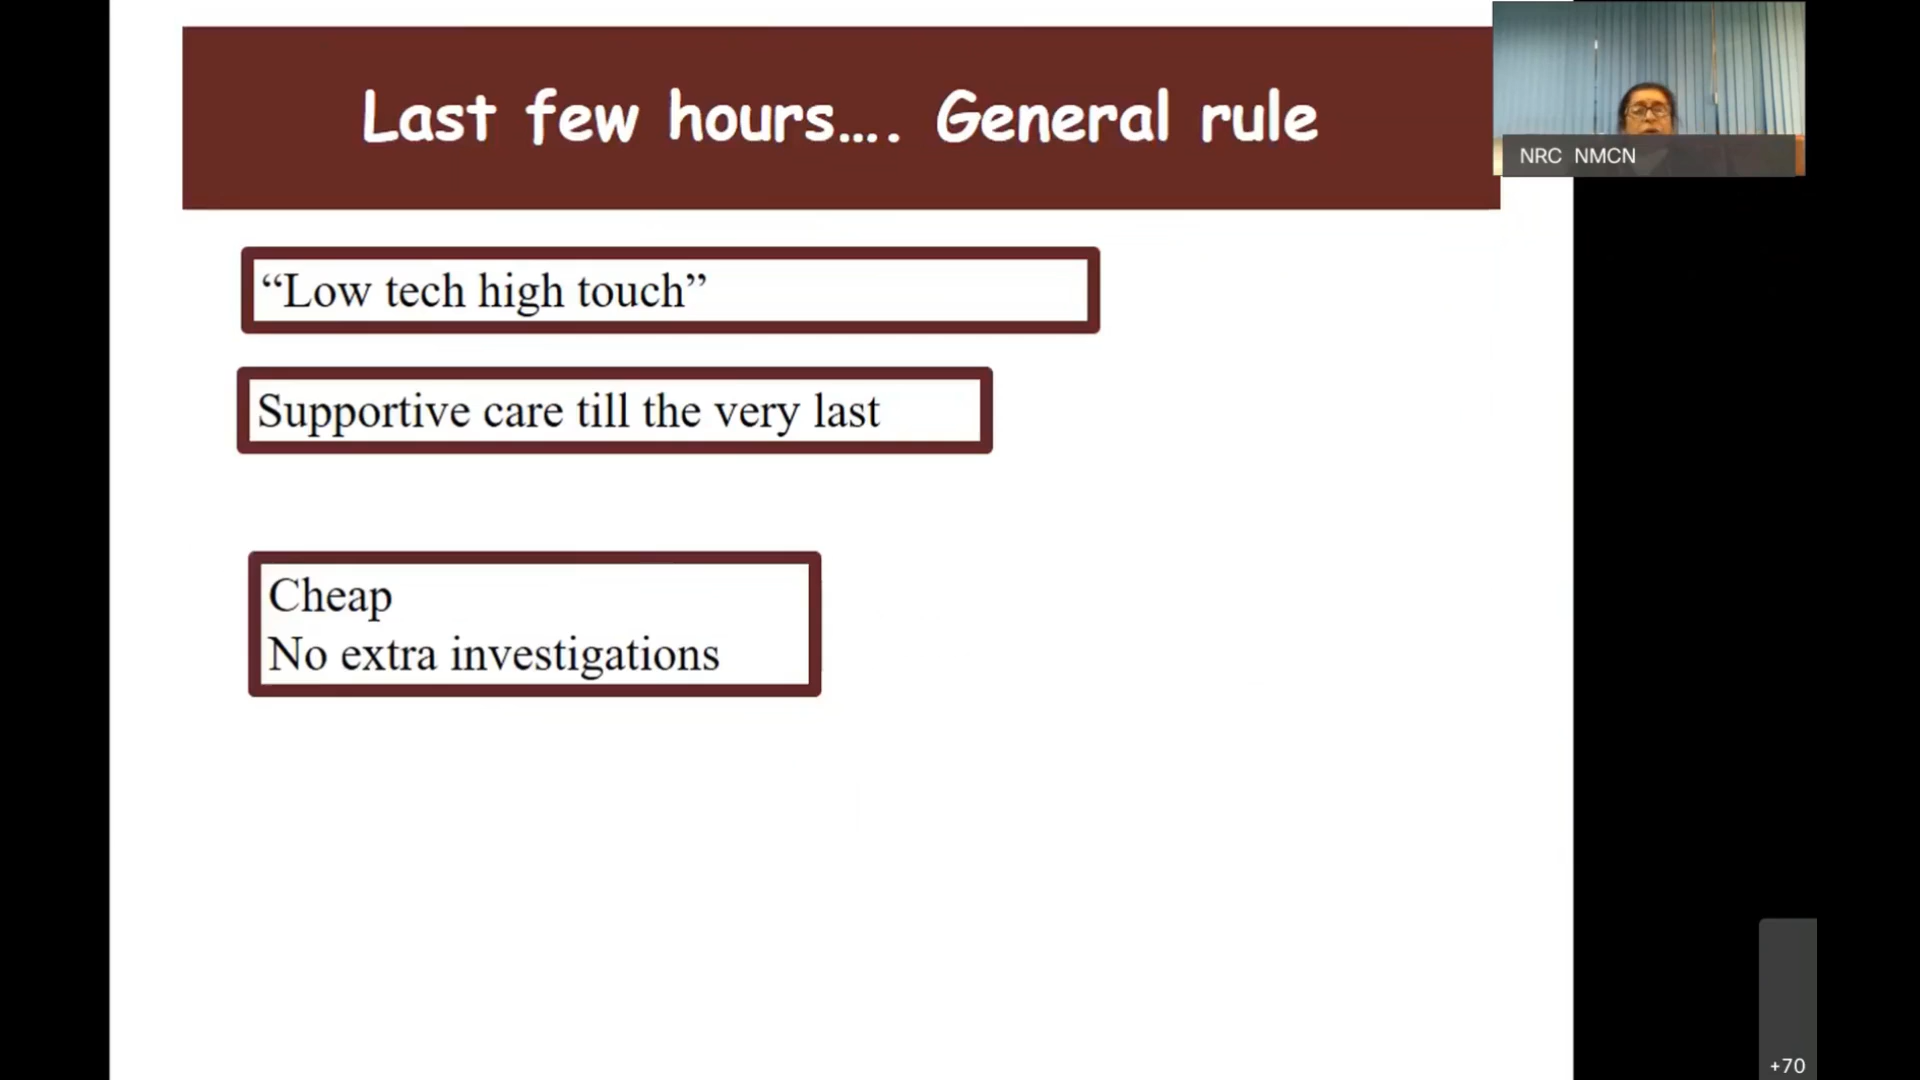 Last few hours…. General rule
NRC NMCN
“Low tech high touch”
Supportive care till the very last
Cheap
No extra investigations
+70